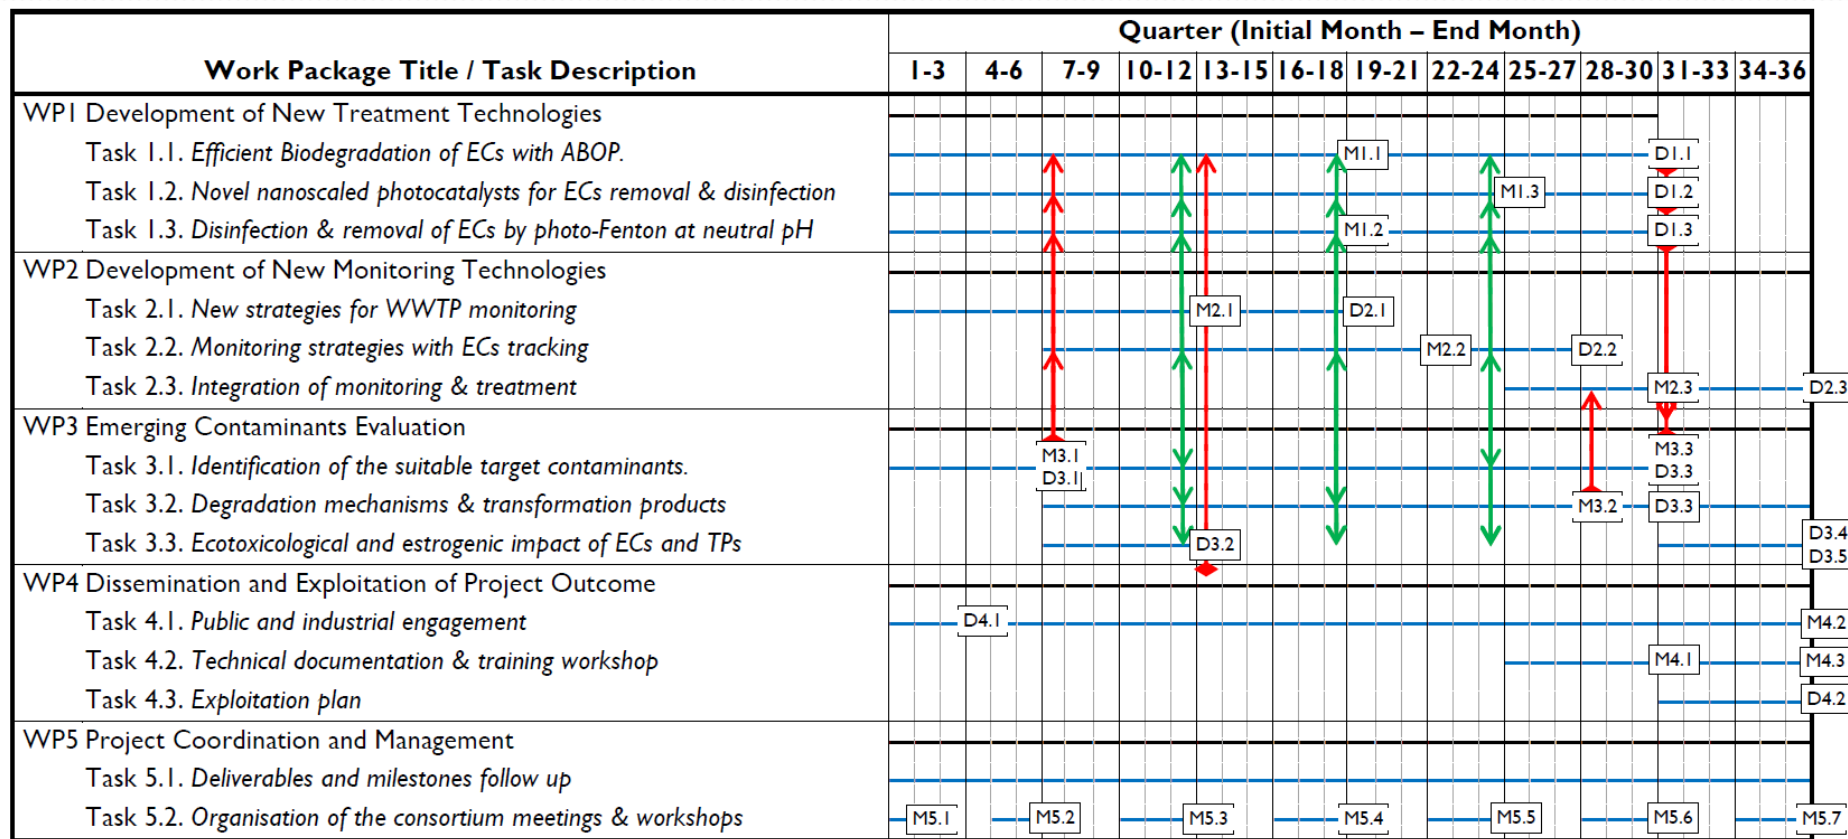 Quarter (Initial Month – End Month)
Work Package Title / Task Description 1-3 4-6 7-9 10-12 13-15 16-18 19-21 22-24 25-27 28-30 31-33 34-36
WP1 Development of New Treatment Technologies
Task 1.1. Efficient Biodegradation of ECs with ABOP. M1.1 D1.1
Task 1.2. Novel nanoscaled photocatalysts for ECs removal & disinfection M1.3 D1.2
Task 1.3. Disinfection & removal of ECs by photo-Fenton at neutral pH M1.2 D1.3
WP2 Development of New Monitoring Technologies
Task 2.1. New strategies for WWTP monitoring M2.1 D2.1
Task 2.2. Monitoring strategies with ECs tracking M2.2 D2.2
Task 2.3. Integration of monitoring & treatment M2.3 D2.3
WP3 Emerging Contaminants Evaluation
M3.1 M3.3
Task 3.1. Identification of the suitable target contaminants.
D3.1 D3.3
Task 3.2. Degradation mechanisms & transformation products M3.2 D3.3
D3.4
Task 3.3. Ecotoxicological and estrogenic impact of ECs and TPs D3.2
D3.5
WP4 Dissemination and Exploitation of Project Outcome
Task 4.1. Public and industrial engagement D4.1 M4.2
Task 4.2. Technical documentation & training workshop M4.1 M4.3
Task 4.3. Exploitation plan D4.2
WP5 Project Coordination and Management
Task 5.1. Deliverables and milestones follow up
Task 5.2. Organisation of the consortium meetings & workshops M5.1 M5.2 M5.3 M5.4 M5.5 M5.6 M5.7